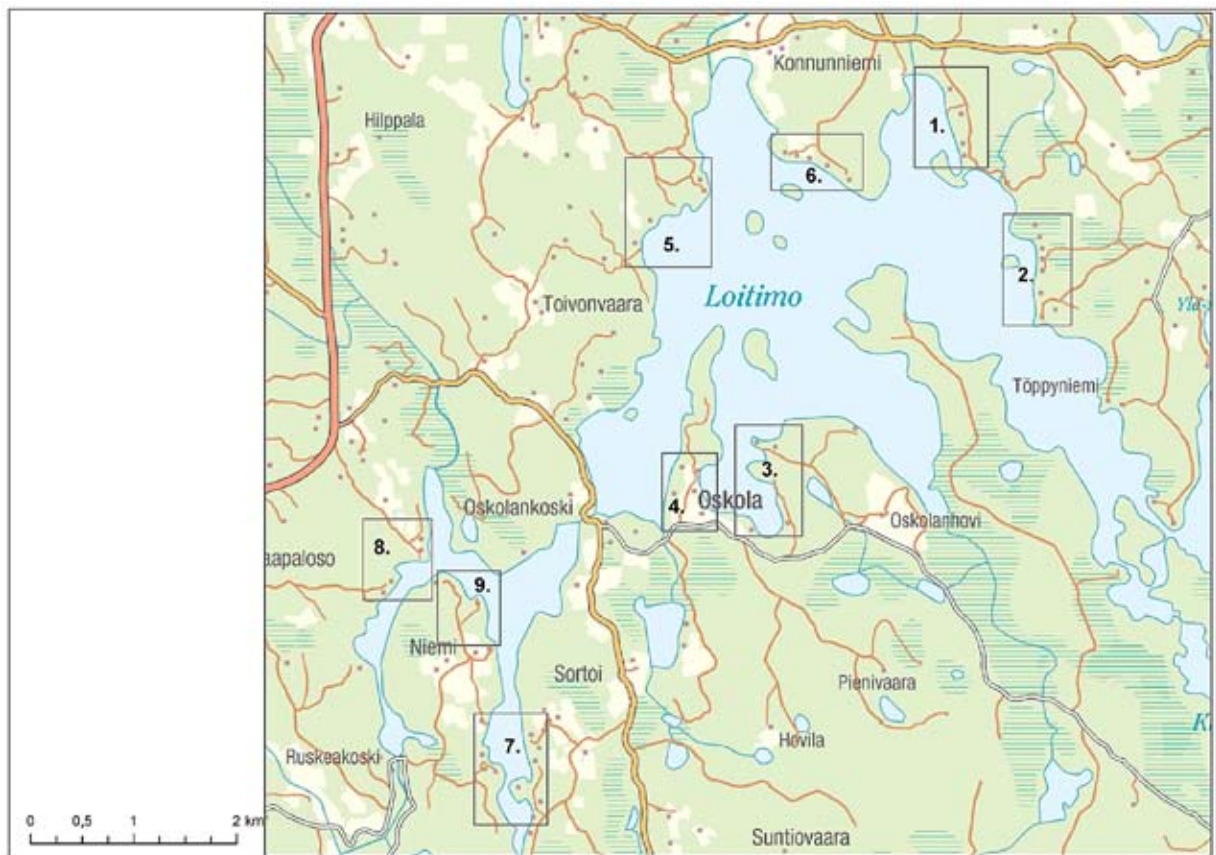 Konnunniemi
Hilppala
1.
6.
5.
2.
Loitimo
Toivonvaara
Töppyniemi
3.
4.
Oskola
Oskolankoski
Oskolanhovi
8.
aapaloso
9.
Niemi
Sortoi
Pienivaara
7.
Hovila
Ruskeakoski
Suntiovaara
0 0,5 1 2 km